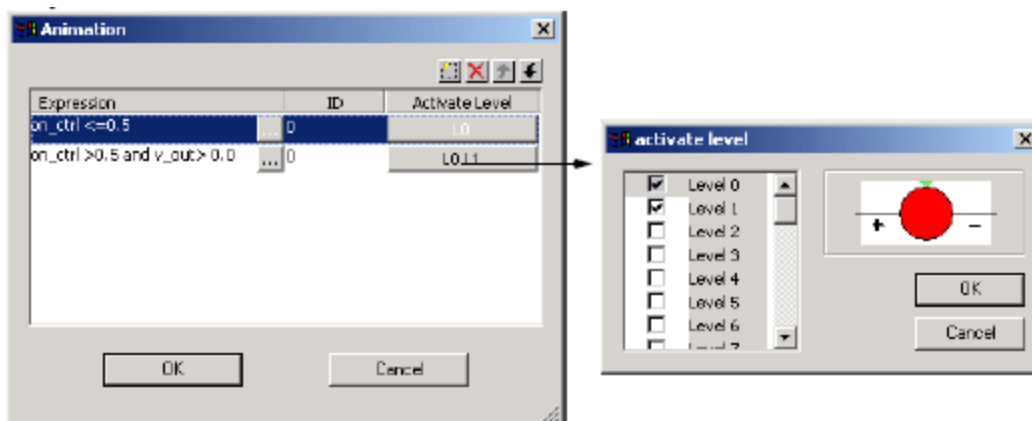 Animation
Expression ID Activate Level
on_ctrl <=0.5 ... 0 L0
on_ctrl >0.5 and v_out> 0.0 ... 0 L0,L1
OK Cancel
activate level
Level 0
Level 1
Level 2
Level 3
Level 4
Level 5
Level 6
+ −
OK
Cancel